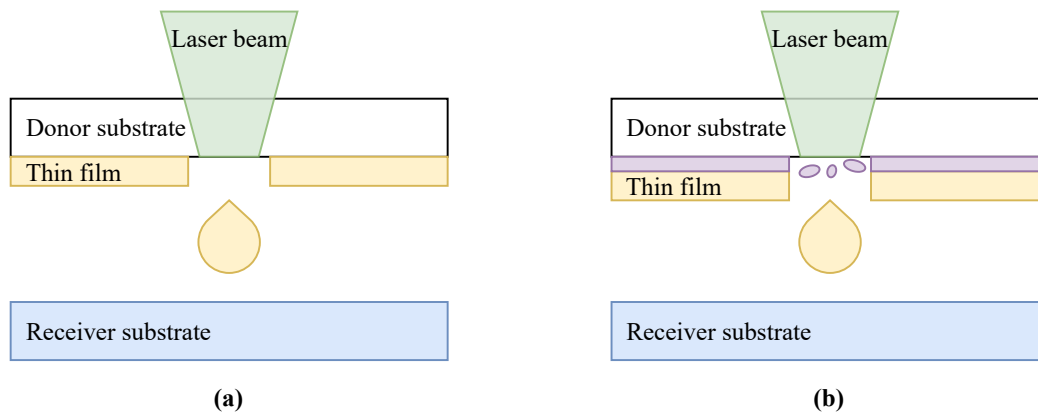 Laser beam
Donor substrate
Thin film
Receiver substrate
(a)
Laser beam
Donor substrate
Thin film
Receiver substrate
(b)